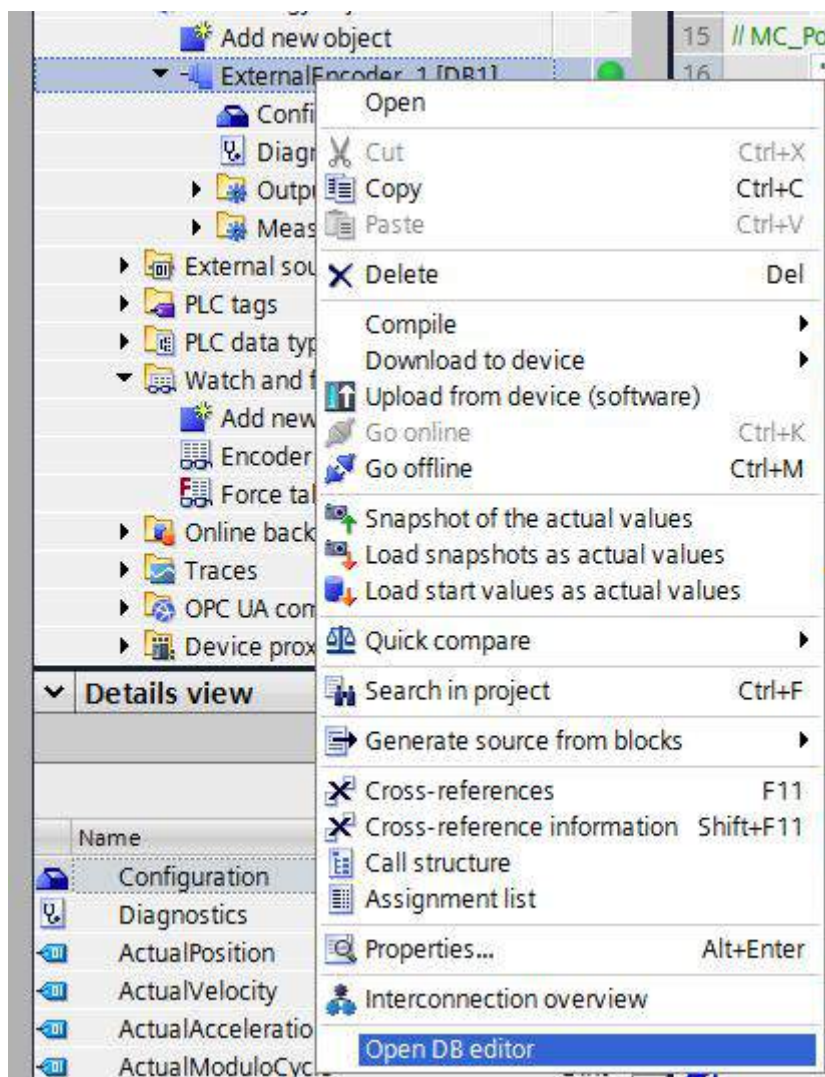 Add new object
15 // MC_Po
ExternalEncoder_1 [DB1]
16
Confi
Diagn
Outpu
Meas
External sou
PLC tags
PLC data typ
Watch and f
Add new
Encoder
Force tal
Online back
Traces
OPC UA com
Device prox
Open
Cut Ctrl+X
Copy Ctrl+C
Paste Ctrl+V
Delete Del
Compile
Download to device
Upload from device (software)
Go online Ctrl+K
Go offline Ctrl+M
Snapshot of the actual values
Load snapshots as actual values
Load start values as actual values
Quick compare
Search in project Ctrl+F
Generate source from blocks
Cross-references F11
Cross-reference information Shift+F11
Call structure
Assignment list
Properties... Alt+Enter
Interconnection overview
Open DB editor
Details view
Name
Configuration
Diagnostics
ActualPosition
ActualVelocity
ActualAcceleratio
ActualModuloCyc